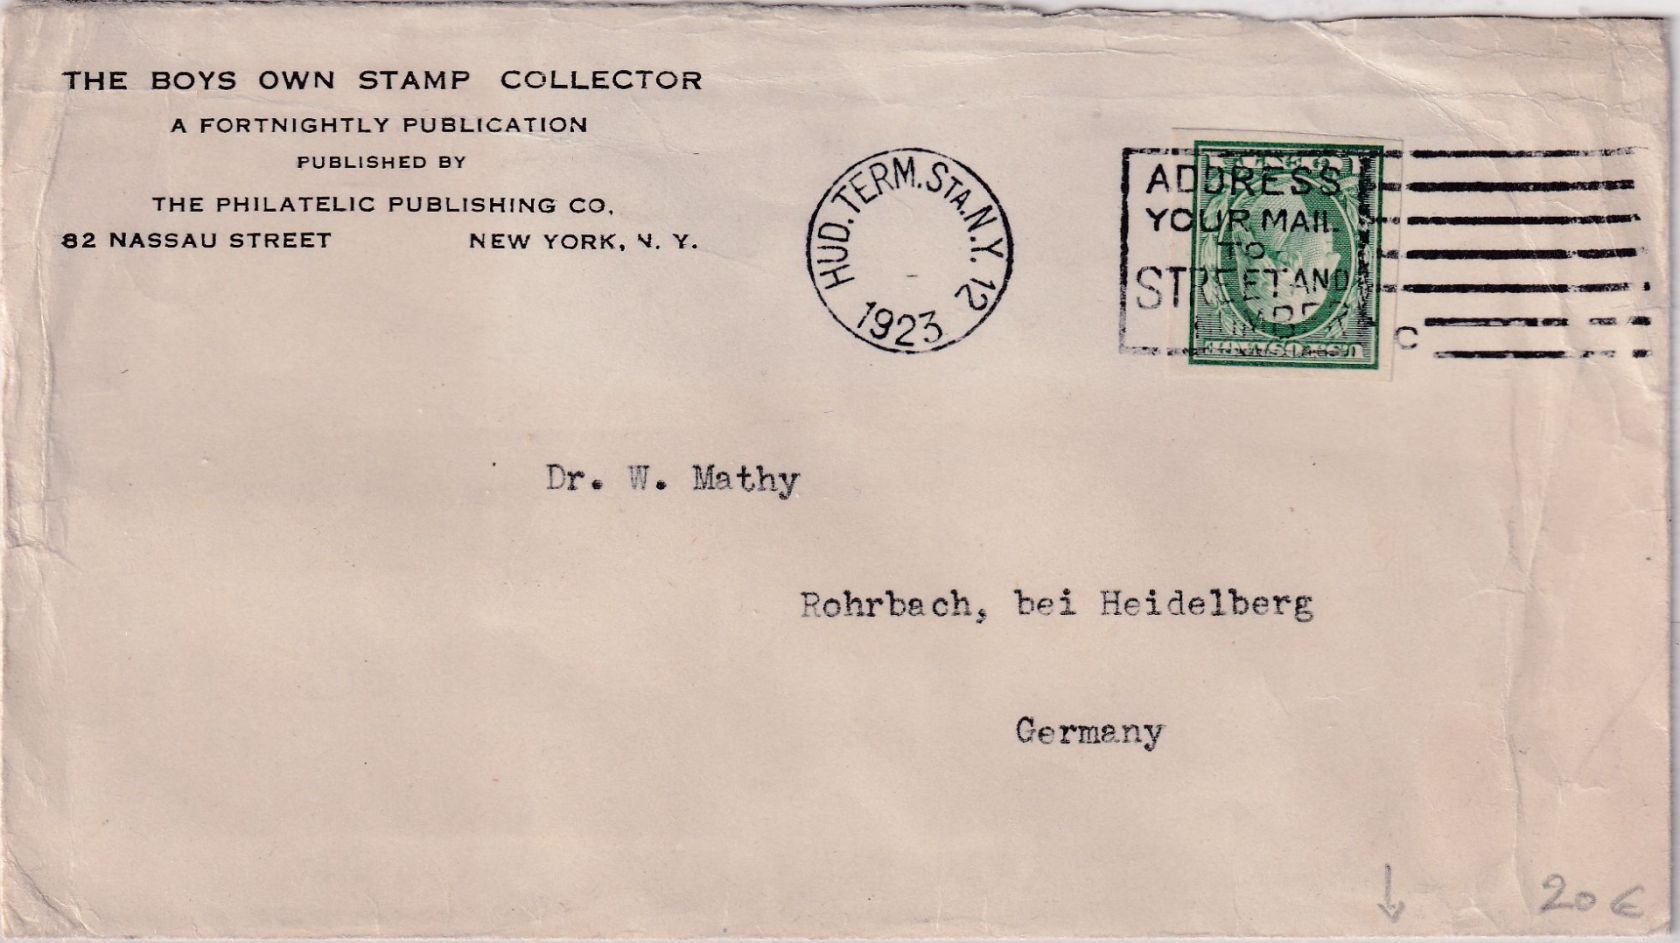 THE BOYS OWN STAMP COLLECTOR
A FORTNIGHTLY PUBLICATION
PUBLISHED BY
THE PHILATELIC PUBLISHING CO.
82 NASSAU STREET NEW YORK, N. Y.
HUD. TERM. STA. N.Y. 12
1923
ADDRESS
YOUR MAIL
TO
STREET AND
C
Dr. W. Mathy
Rohrbach, bei Heidelberg
Germany
20 €